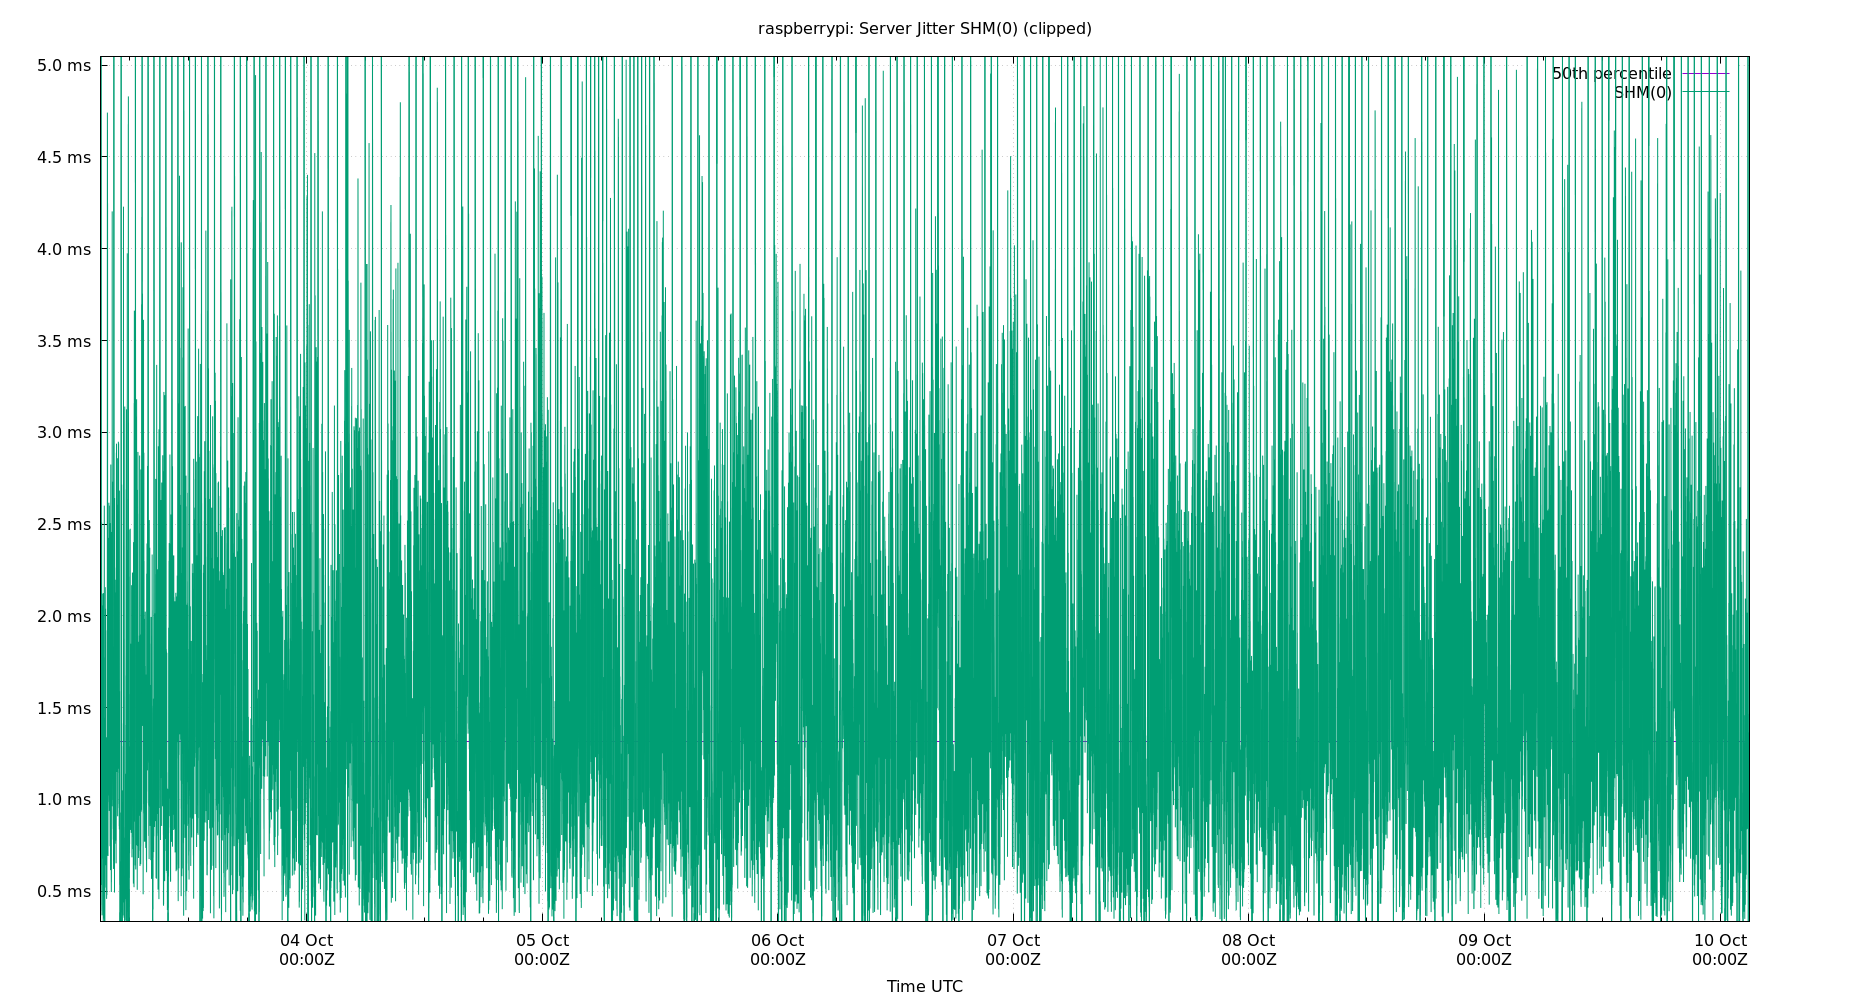 raspberrypi: Server Jitter SHM(0) (clipped)
5.0 ms
50th percentile
SHM(0)
4.5 ms
4.0 ms
3.5 ms
3.0 ms
2.5 ms
2.0 ms
1.5 ms
1.0 ms
0.5 ms
04 Oct 05 Oct 06 Oct 07 Oct 08 Oct 09 Oct 10 Oct
00:00Z 00:00Z 00:00Z 00:00Z 00:00Z 00:00Z 00:00Z
Time UTC